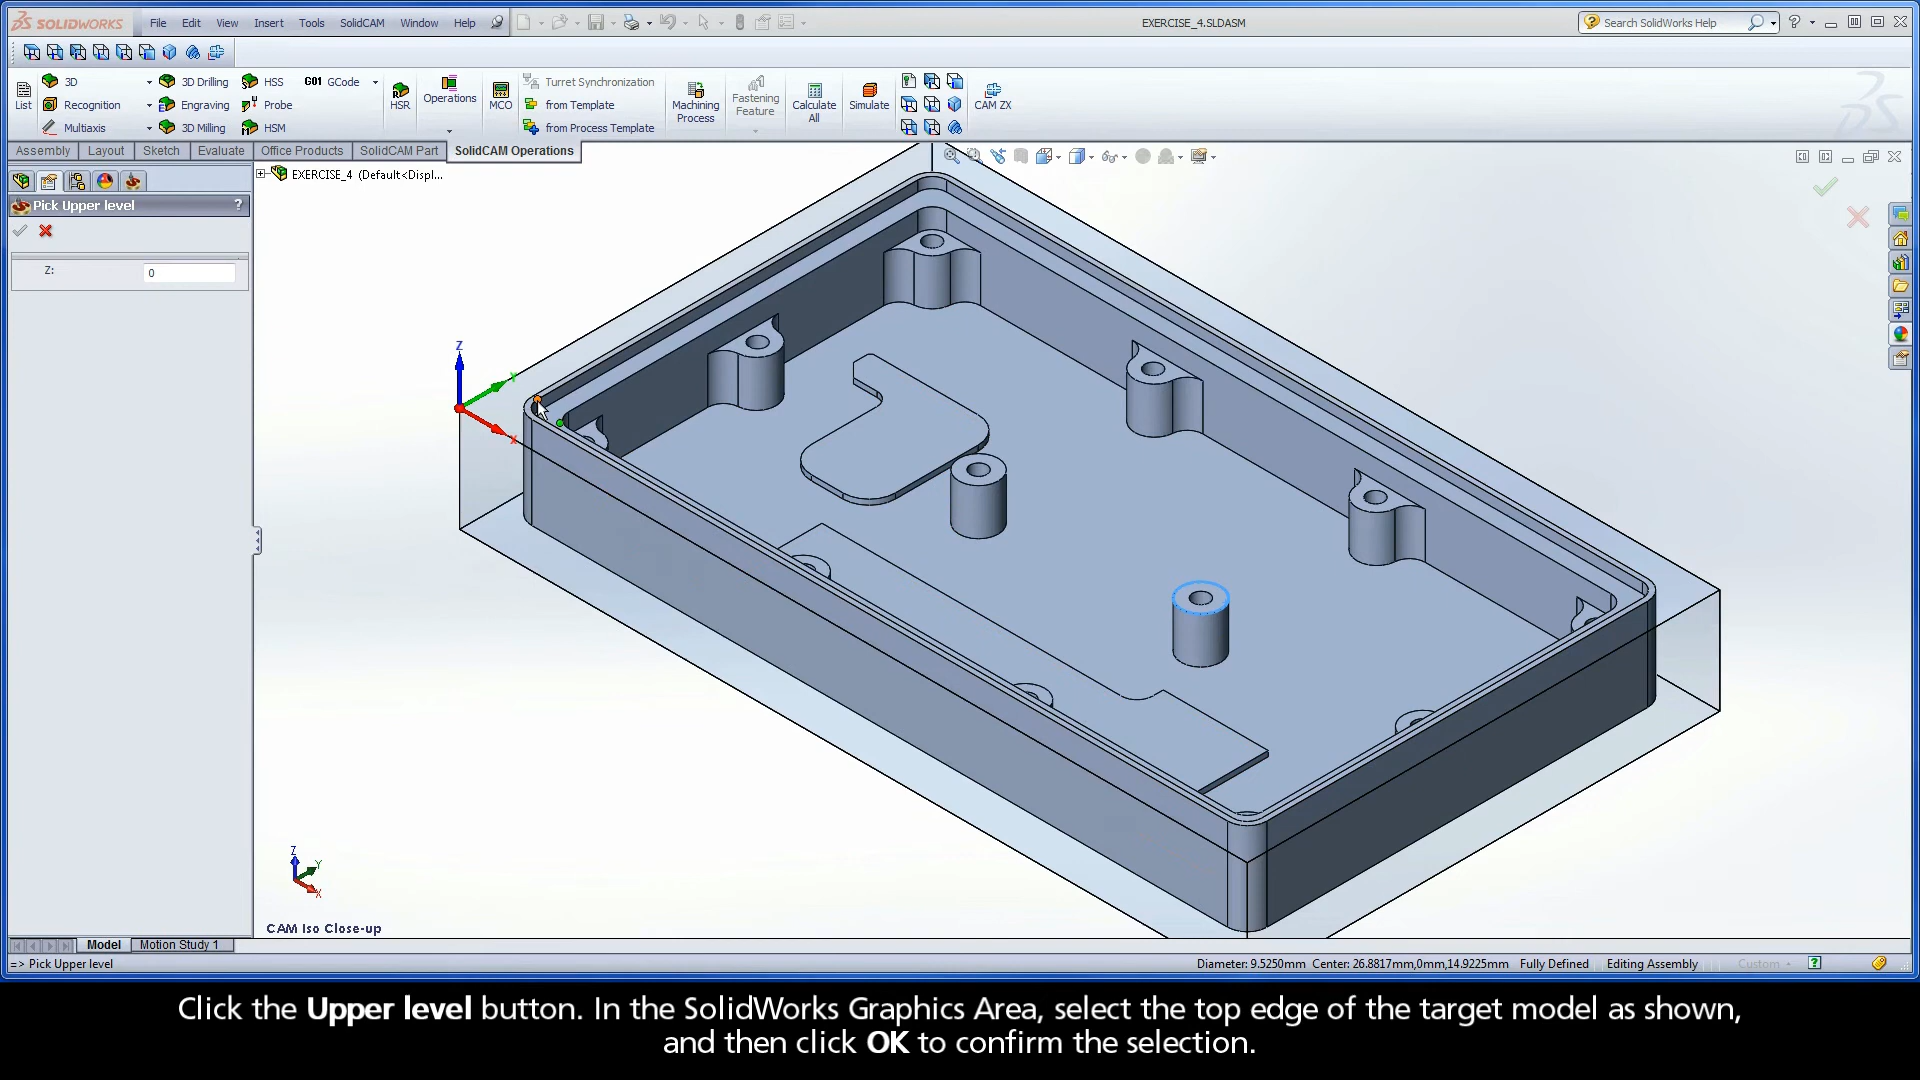 SOLIDWORKS File Edit View Insert Tools SolidCAM Window Help EXERCISE_4.SLDASM Search SolidWorks Help
3D 3D Drilling HSS G01 GCode Turret Synchronization
Recognition Engraving Probe HSR Operations MCO from Template Machining Process Fastening Feature Calculate All Simulate CAM ZX
Multiaxis 3D Milling HSM from Process Template
List
Assembly Layout Sketch Evaluate Office Products SolidCAM Part SolidCAM Operations
EXERCISE_4 (Default<Displ...
Pick Upper level ?
Z: 0
Z
Y
X
Z
Y
X
CAM Iso Close-up
Model Motion Study 1
=> Pick Upper level Diameter: 9.5250mm Center: 26.8817mm,0mm,14.9225mm Fully Defined Editing Assembly Custom
Click the Upper level button. In the SolidWorks Graphics Area, select the top edge of the target model as shown,
and then click OK to confirm the selection.